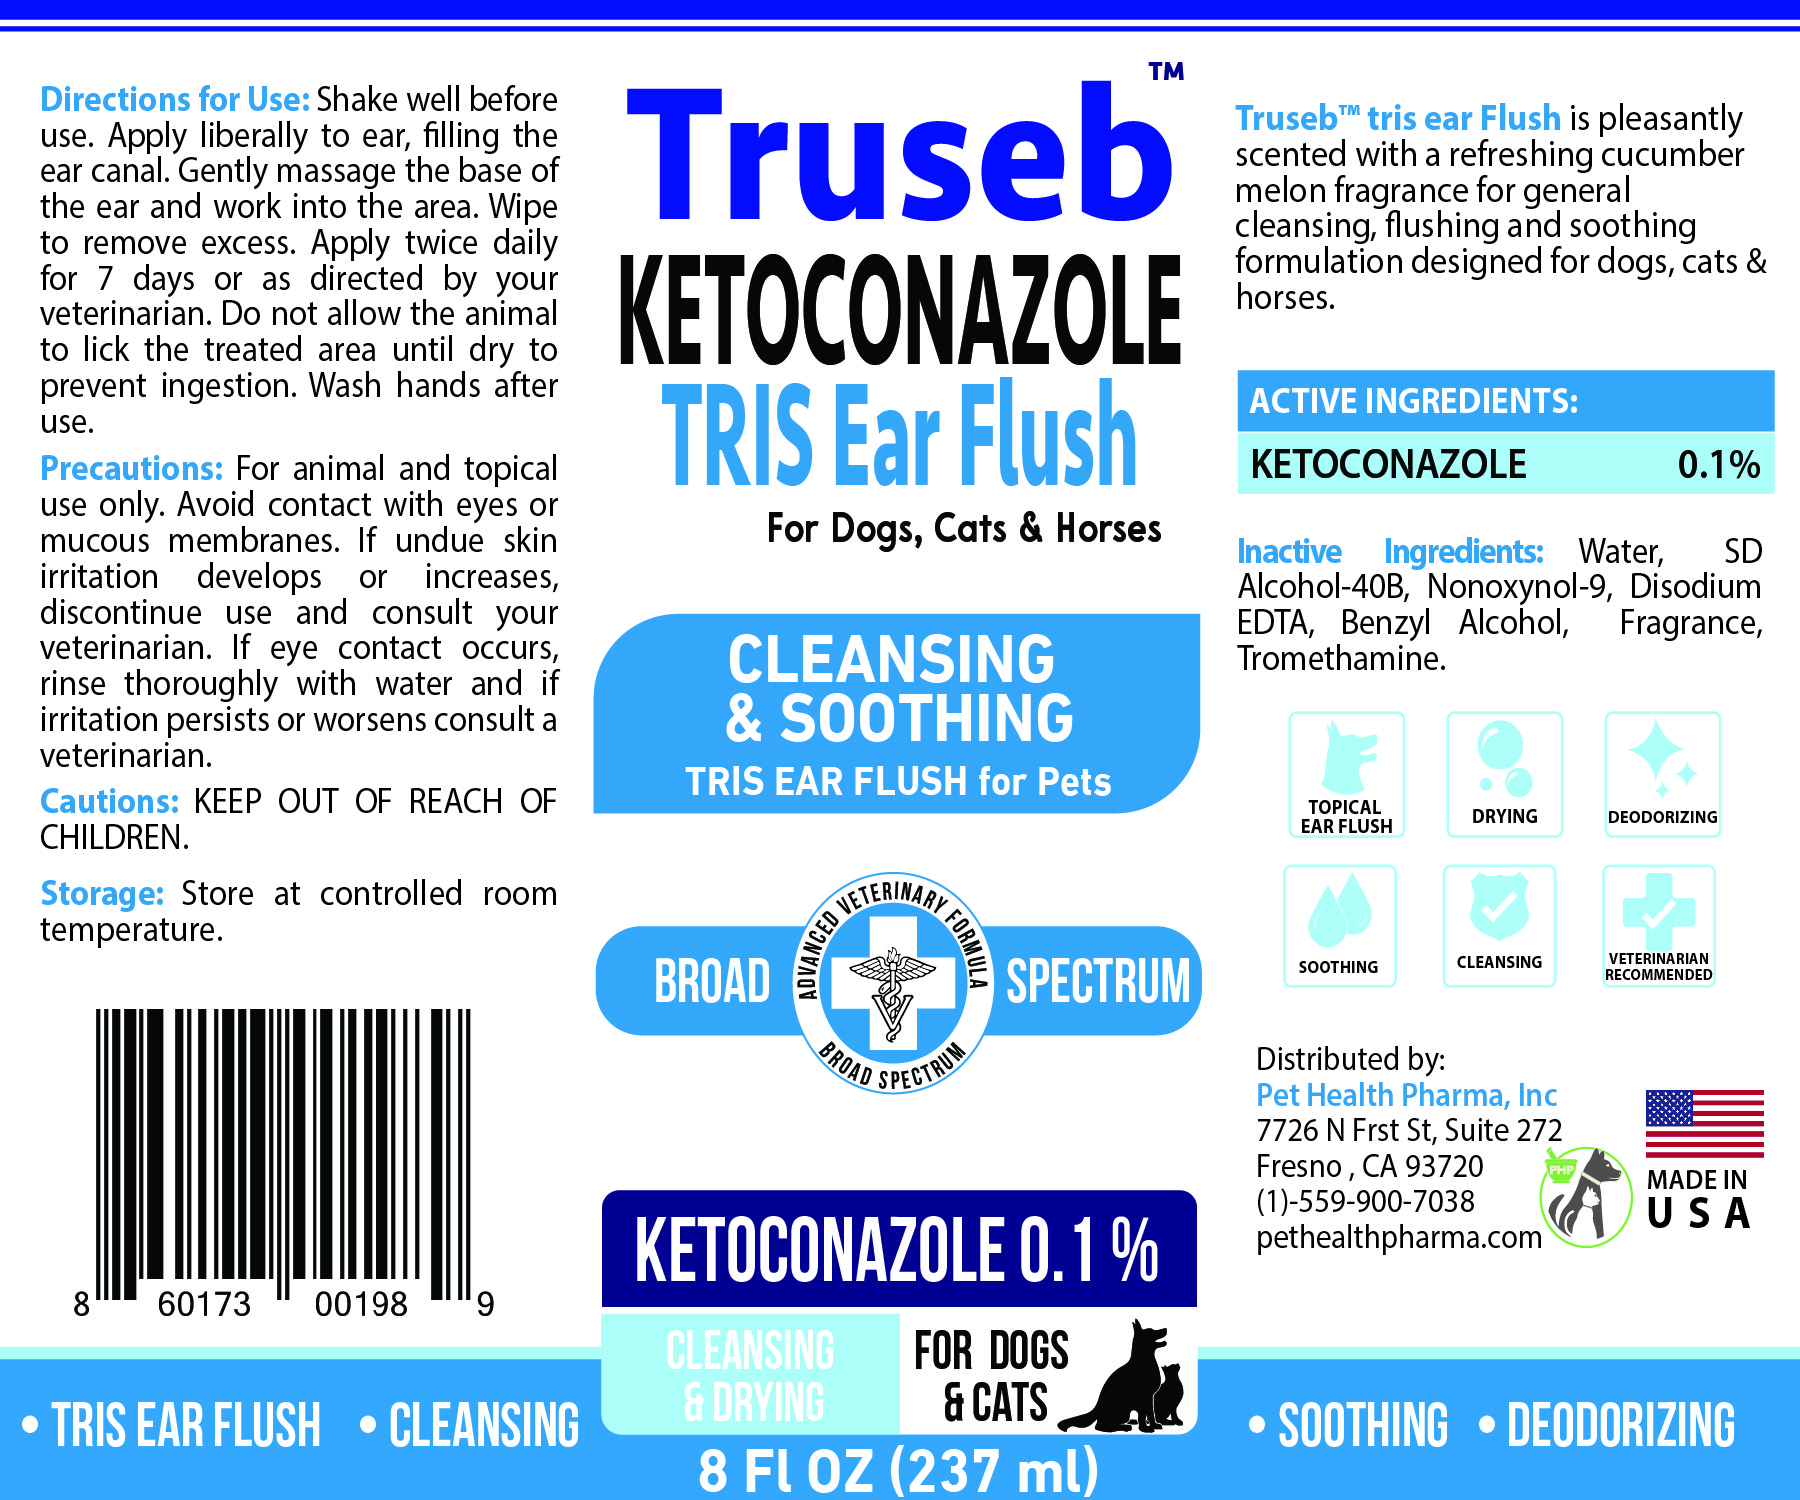 Directions for Use: Shake well before
use. Apply liberally to ear, filling the
ear canal. Gently massage the base of
the ear and work into the area. Wipe
to remove excess. Apply twice daily
for 7 days or as directed by your
veterinarian. Do not allow the animal
to lick the treated area until dry to
prevent ingestion. Wash hands after
use.
Precautions: For animal and topical
use only. Avoid contact with eyes or
mucous membranes. If undue skin
irritation develops or increases,
discontinue use and consult your
veterinarian. If eye contact occurs,
rinse thoroughly with water and if
irritation persists or worsens consult a
veterinarian.
Cautions: KEEP OUT OF REACH OF
CHILDREN.
Storage: Store at controlled room
temperature.
8 60173 00198 9
Truseb™
KETOCONAZOLE
TRIS Ear Flush
For Dogs, Cats & Horses
CLEANSING
& SOOTHING
TRIS EAR FLUSH for Pets
BROAD SPECTRUM
ADVANCED VETERINARY FORMULA
BROAD SPECTRUM
KETOCONAZOLE 0.1 %
CLEANSING
& DRYING
FOR DOGS
& CATS
8 Fl OZ (237 ml)
Truseb™ tris ear Flush is pleasantly
scented with a refreshing cucumber
melon fragrance for general
cleansing, flushing and soothing
formulation designed for dogs, cats &
horses.
ACTIVE INGREDIENTS:
KETOCONAZOLE 0.1%
Inactive Ingredients: Water, SD
Alcohol-40B, Nonoxynol-9, Disodium
EDTA, Benzyl Alcohol, Fragrance,
Tromethamine.
TOPICAL
EAR FLUSH
DRYING
DEODORIZING
SOOTHING
CLEANSING
VETERINARIAN
RECOMMENDED
Distributed by:
Pet Health Pharma, Inc
7726 N Frst St, Suite 272
Fresno , CA 93720
(1)-559-900-7038
pethealthpharma.com
PHP
MADE IN
USA
• TRIS EAR FLUSH • CLEANSING
• SOOTHING • DEODORIZING